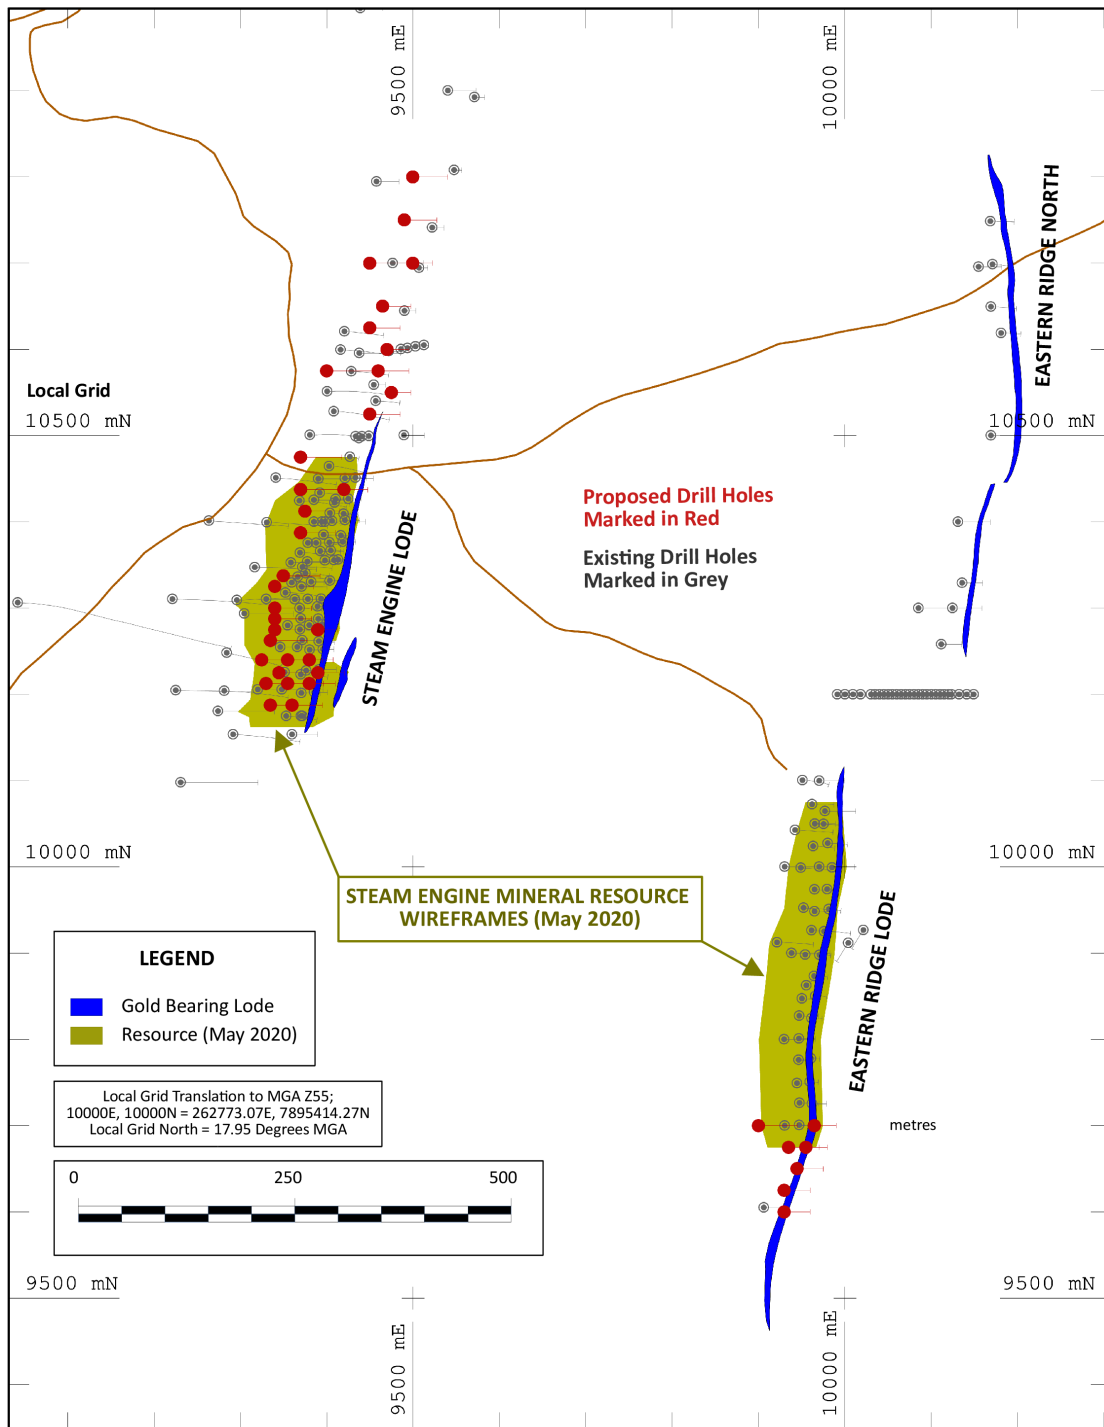 9500 mE
10000 mE
EASTERN RIDGE NORTH
Local Grid
10500 mN
10500 mN
Proposed Drill Holes
Marked in Red
Existing Drill Holes
Marked in Grey
STEAM ENGINE LODE
10000 mN
10000 mN
STEAM ENGINE MINERAL RESOURCE
WIREFRAMES (May 2020)
EASTERN RIDGE LODE
LEGEND
Gold Bearing Lode
Resource (May 2020)
Local Grid Translation to MGA Z55;
10000E, 10000N = 262773.07E, 7895414.27N
Local Grid North = 17.95 Degrees MGA
metres
0 250 500
9500 mN
9500 mN
9500 mE
10000 mE